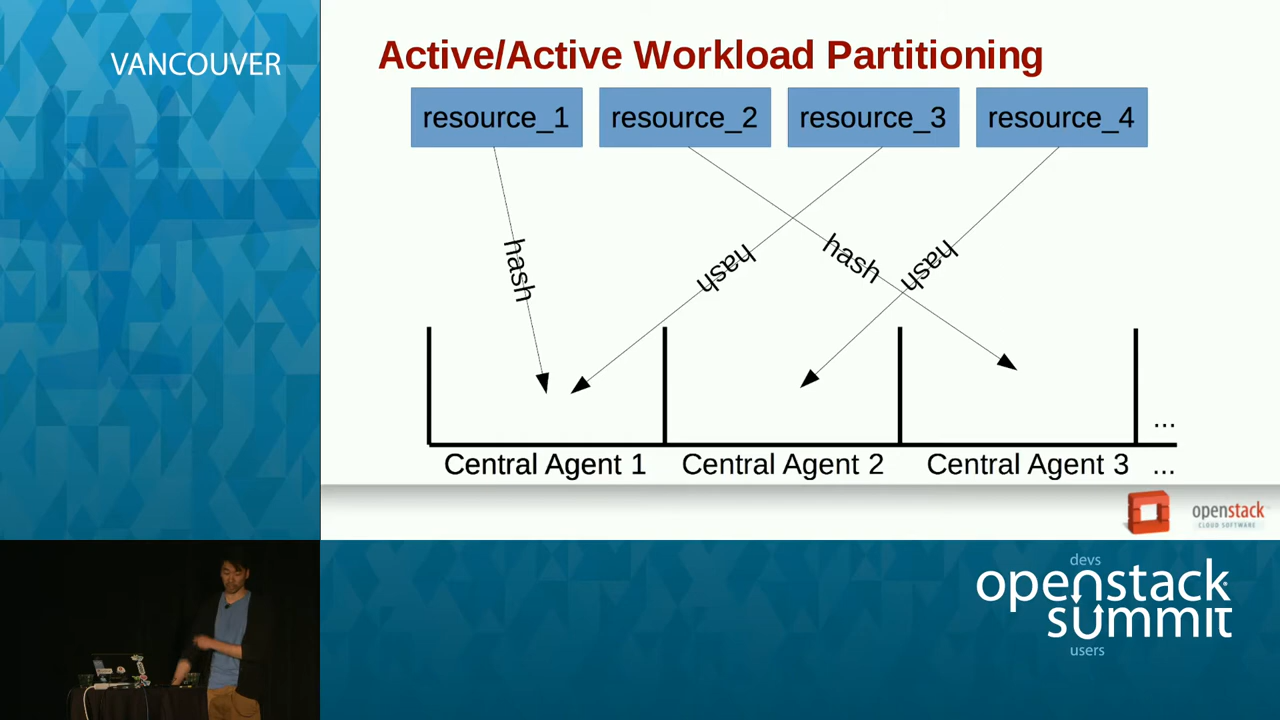 VANCOUVER
Active/Active Workload Partitioning
resource_1
resource_2
resource_3
resource_4
hash
hash
hash
hash
...
Central Agent 1
Central Agent 2
Central Agent 3
...
openstack
CLOUD SOFTWARE
devs
openstack
summit
users